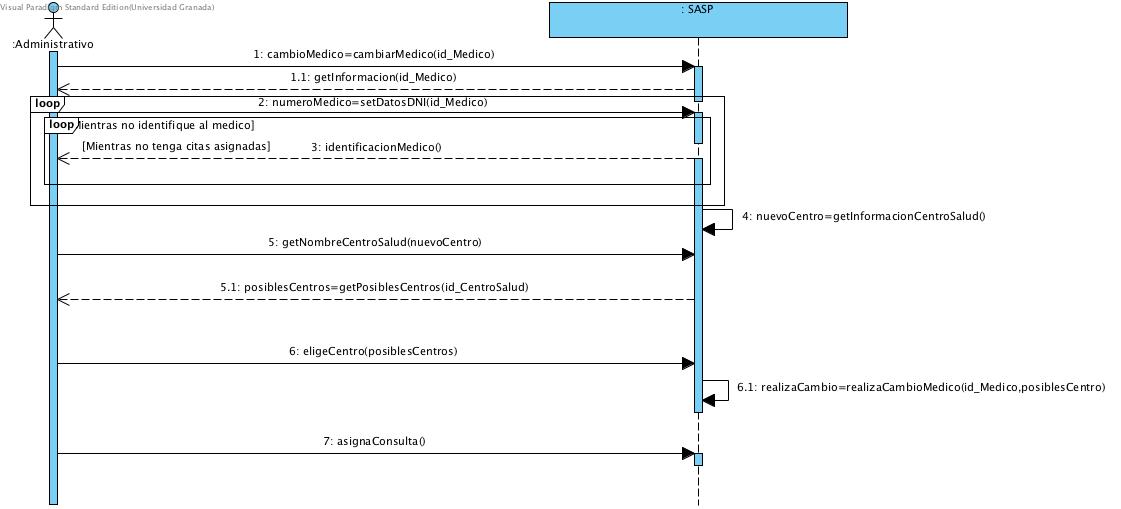 Visual Parad m Standard Edition(Universidad Granada)
: SASP
:Administrativo
1: cambioMedico=cambiarMedico(id_Medico)
1.1: getInformacion(id_Medico)
loop
2: numeroMedico=setDatosDNI(id_Medico)
loop
ientras no identifique al medico]
[Mientras no tenga citas asignadas]
3: identificacionMedico()
4: nuevoCentro=getInformacionCentroSalud()
5: getNombreCentroSalud(nuevoCentro)
5.1: posiblesCentros=getPosiblesCentros(id_CentroSalud)
6: eligeCentro(posiblesCentros)
6.1: realizaCambio=realizaCambioMedico(id_Medico,posiblesCentro)
7: asignaConsulta()